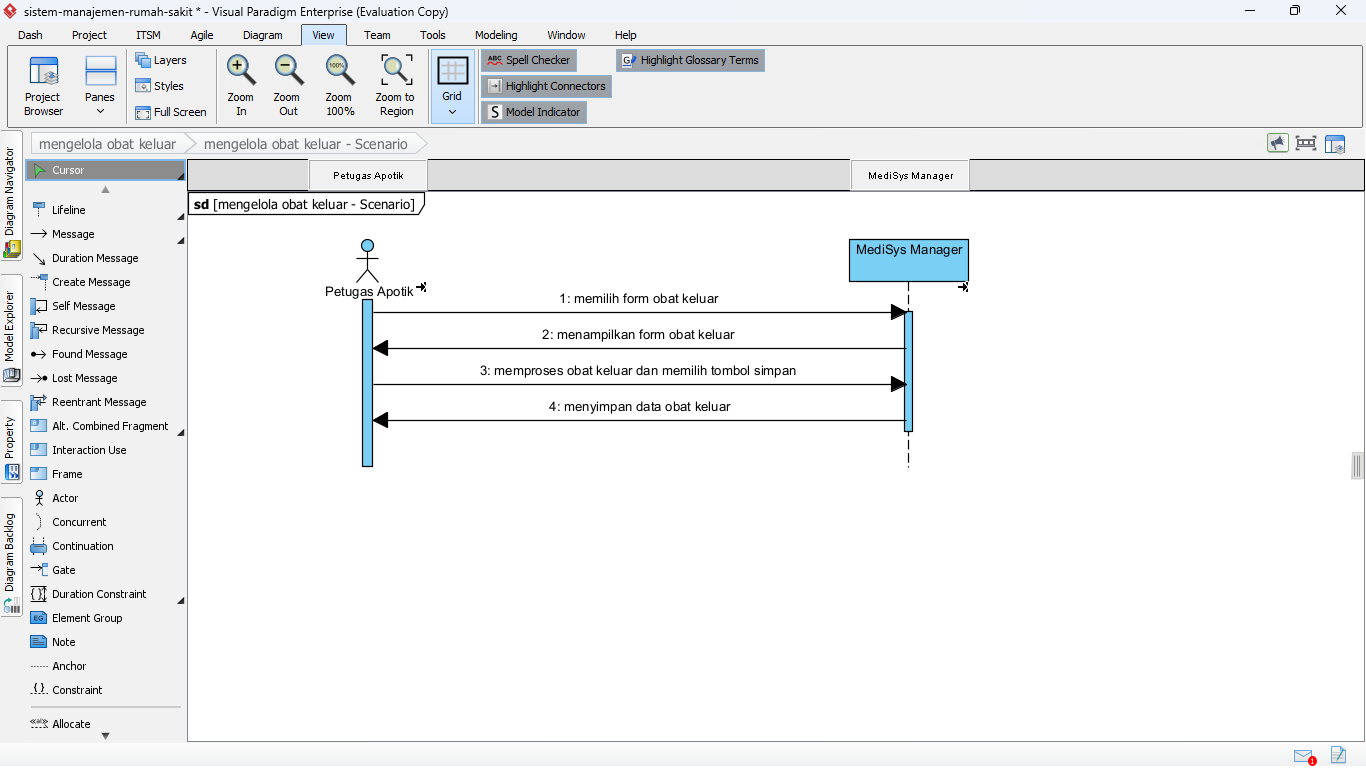 sistem-manajemen-rumah-sakit * - Visual Paradigm Enterprise (Evaluation Copy)
Dash Project ITSM Agile Diagram View Team Tools Modeling Window Help
Project Browser
Panes
Layers
Styles
Full Screen
Zoom In
Zoom Out
100%
Zoom 100%
Zoom to Region
Grid
ABC Spell Checker
Highlight Connectors
S Model Indicator
G Highlight Glossary Terms
mengelola obat keluar
mengelola obat keluar - Scenario
Diagram Navigator
Model Explorer
Property
Diagram Backlog
Cursor
Lifeline
Message
Duration Message
Create Message
Self Message
Recursive Message
Found Message
Lost Message
Reentrant Message
Alt. Combined Fragment
Interaction Use
Frame
Actor
Concurrent
Continuation
Gate
Duration Constraint
EG Element Group
Note
Anchor
{} Constraint
Allocate
Petugas Apotik
MediSys Manager
sd [mengelola obat keluar - Scenario]
Petugas Apotik
MediSys Manager
1: memilih form obat keluar
2: menampilkan form obat keluar
3: memproses obat keluar dan memilih tombol simpan
4: menyimpan data obat keluar
1